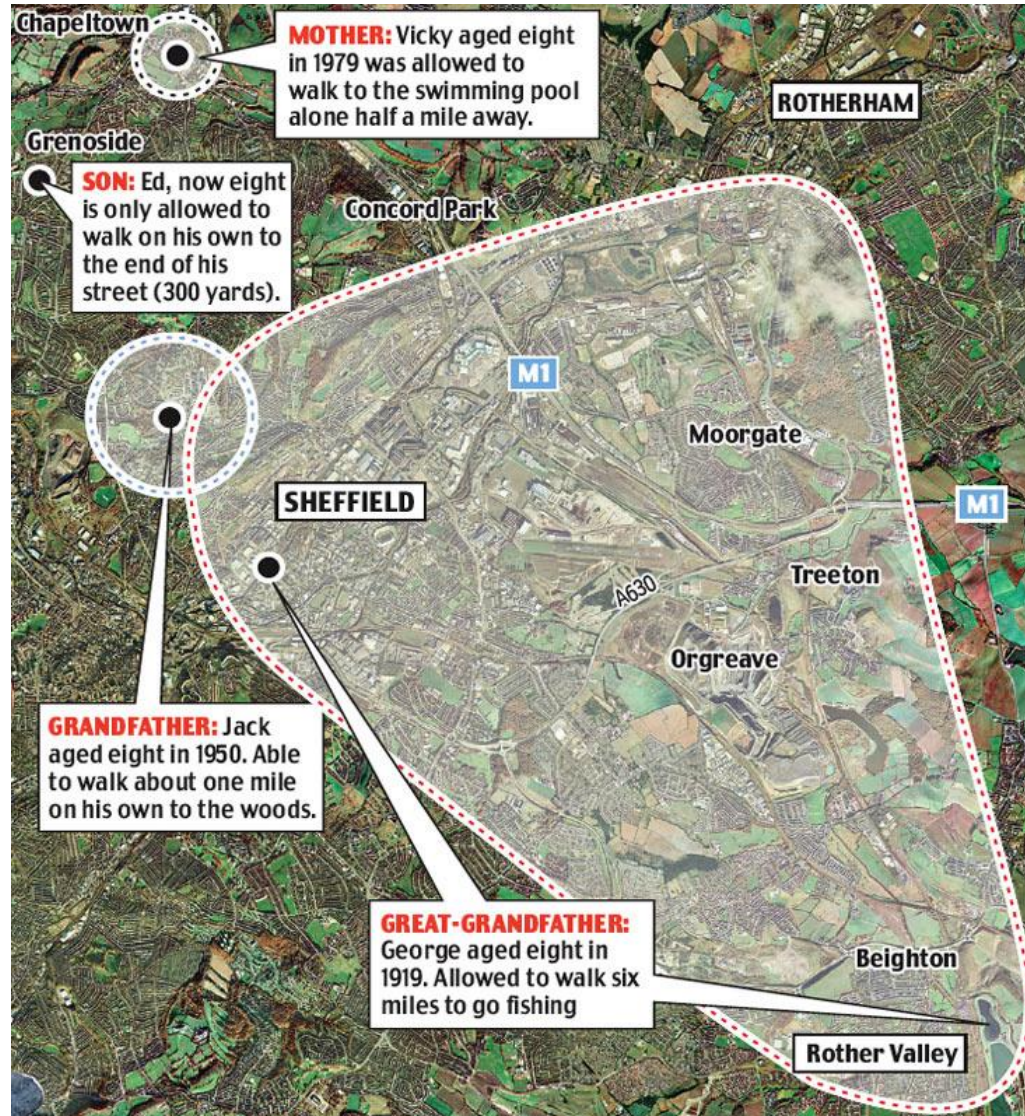 Chapeltown
MOTHER: Vicky aged eight
in 1979 was allowed to
walk to the swimming pool
alone half a mile away.
ROTHERHAM
Grenoside
SON: Ed, now eight
is only allowed to
walk on his own to
the end of his
street (300 yards).
Concord Park
M1
Moorgate
SHEFFIELD
M1
A630
Treeton
Orgreave
GRANDFATHER: Jack
aged eight in 1950. Able
to walk about one mile
on his own to the woods.
GREAT-GRANDFATHER:
George aged eight in
1919. Allowed to walk six
miles to go fishing
Beighton
Rother Valley